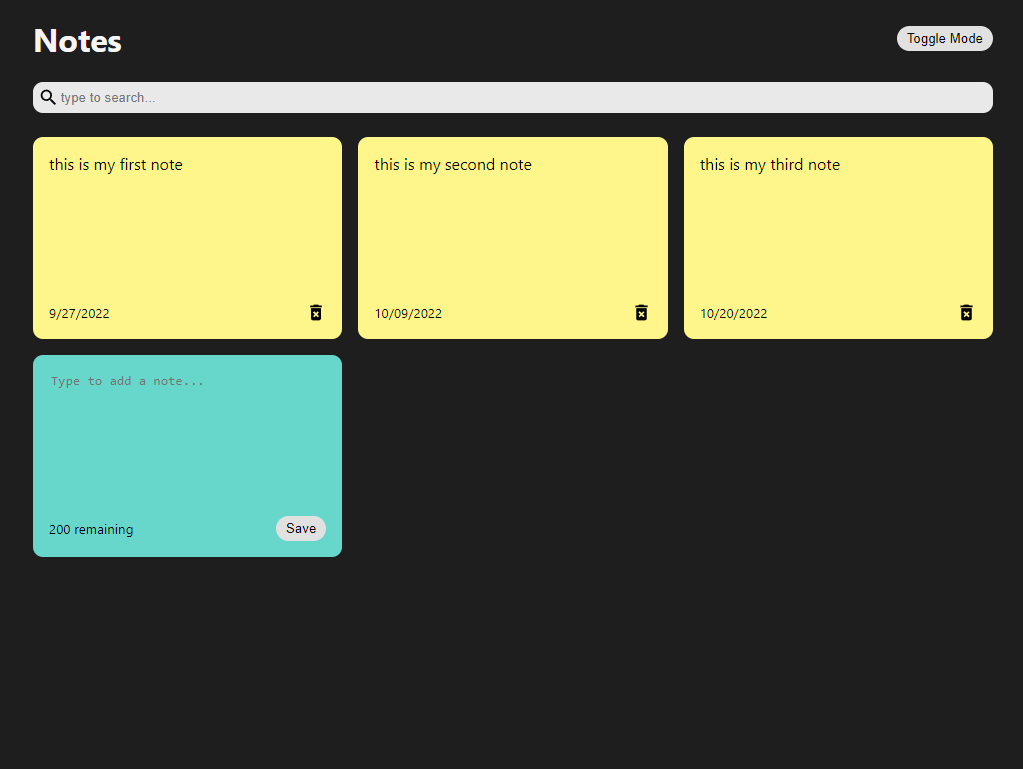 Notes
Toggle Mode
type to search...
this is my first note
this is my second note
this is my third note
9/27/2022
10/09/2022
10/20/2022
Type to add a note...
200 remaining
Save